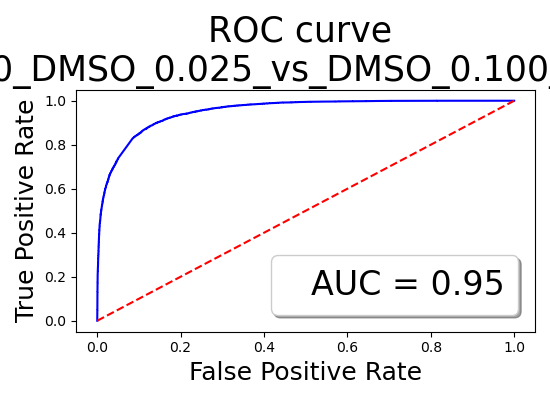 ROC curve
0_DMSO_0.025_vs_DMSO_0.100_
True Positive Rate
1.0
0.8
0.6
0.4
0.2
0.0
AUC = 0.95
0.0 0.2 0.4 0.6 0.8 1.0
False Positive Rate